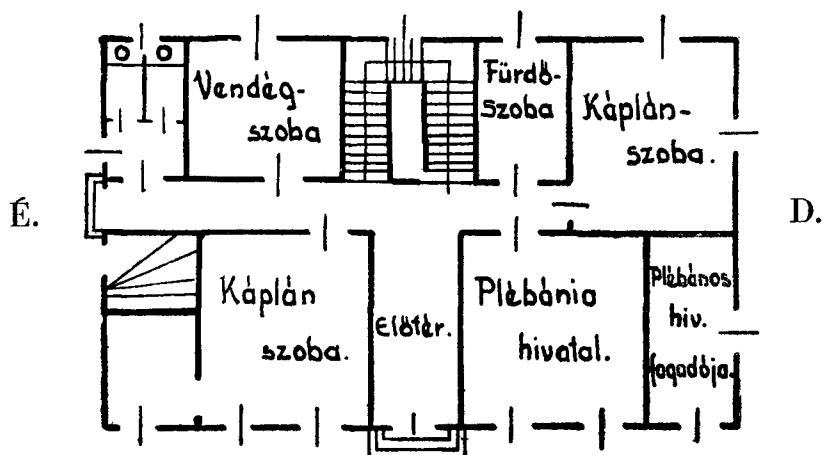 Vendég-
szoba
Fürdő-
szoba
Káplán-
szoba.
É.
D.
Káplán
szoba.
Előtér.
Plébánia
hivatal.
Plébános
hiv.
fogadója.